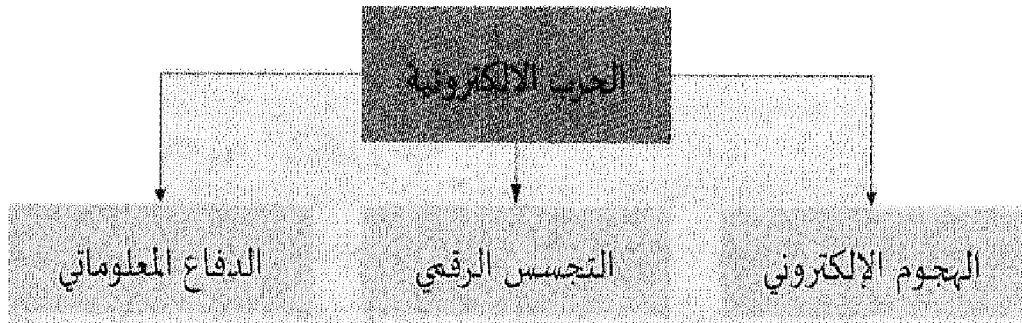 الحرب الالكترونية
الهجوم الإلكتروني
التجسس الرقمي
الدفاع المعلوماتي